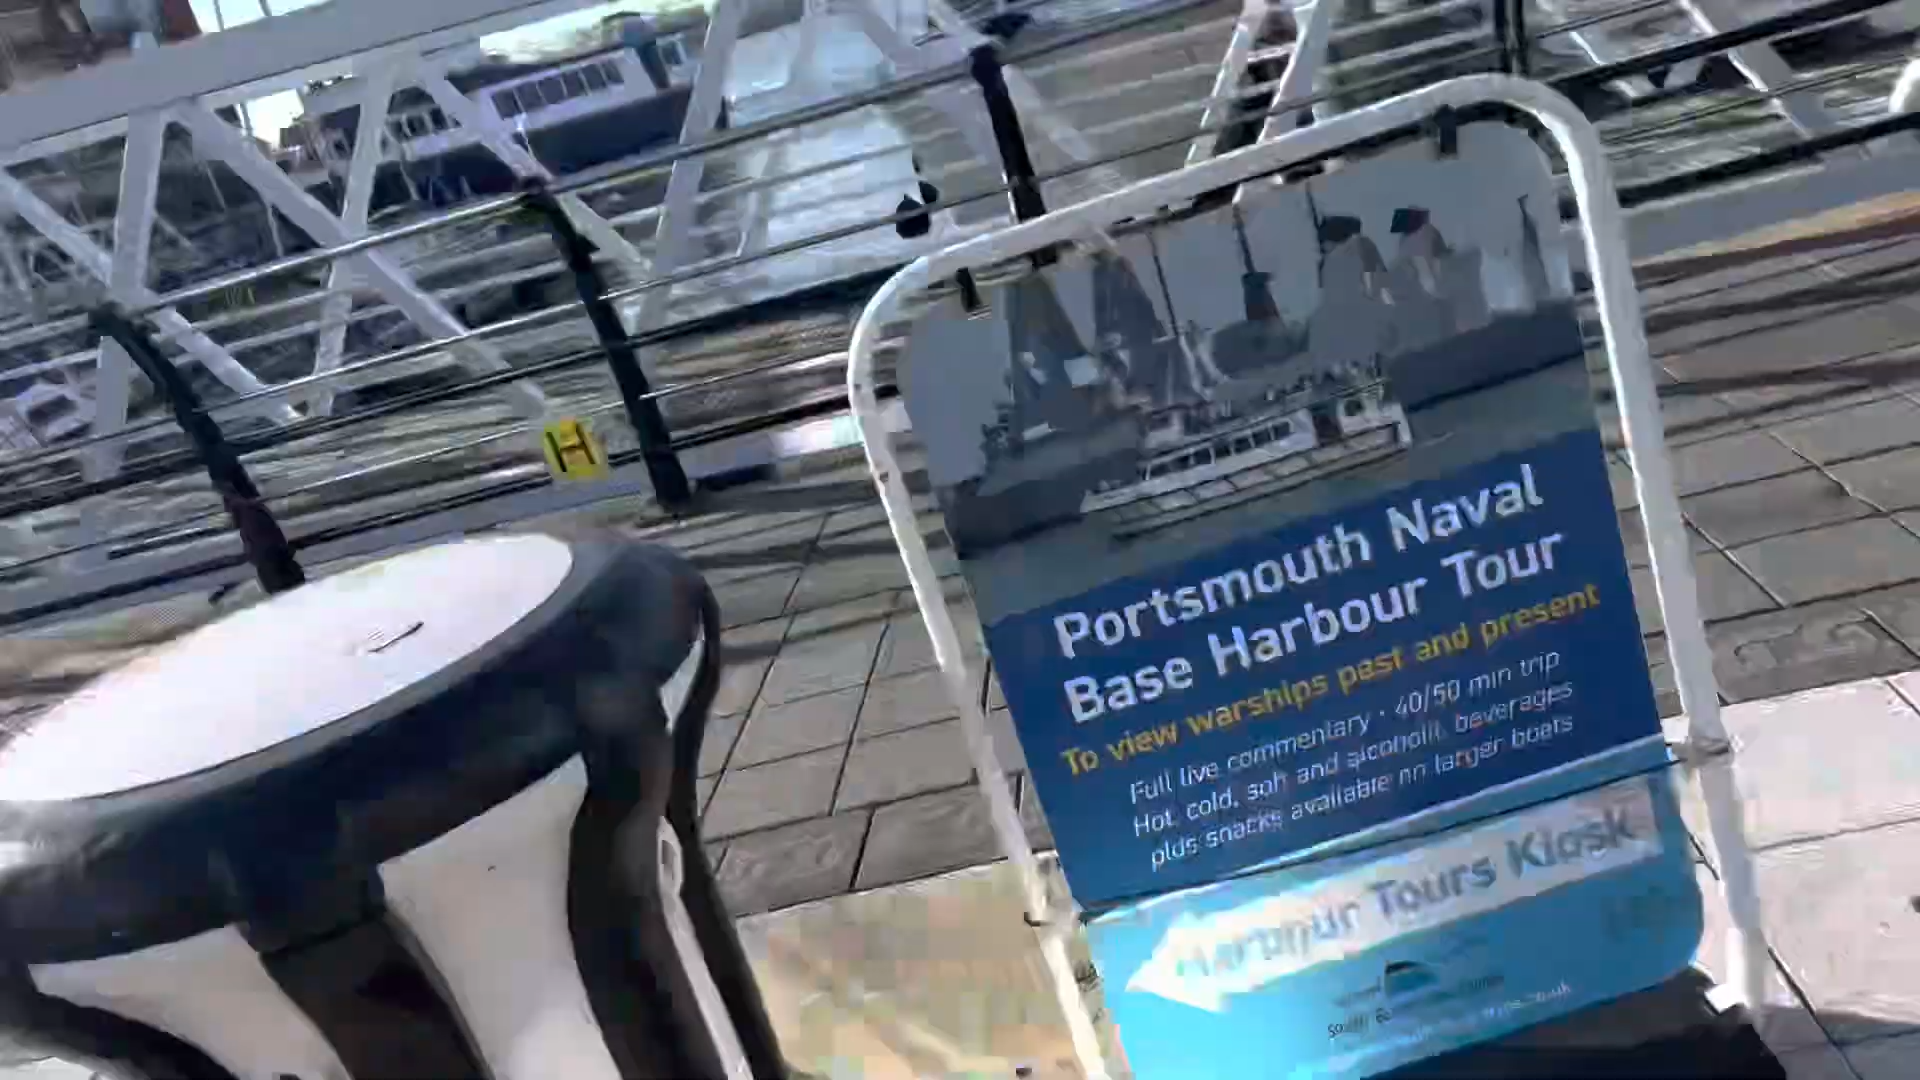 H
Portsmouth Naval
Base Harbour Tour
To view warships past and present
Full live commentary · 40/50 min trip
Hot, cold, soft and alcoholic beverages
plus snacks available on larger boats
Harbour Tours Kiosk